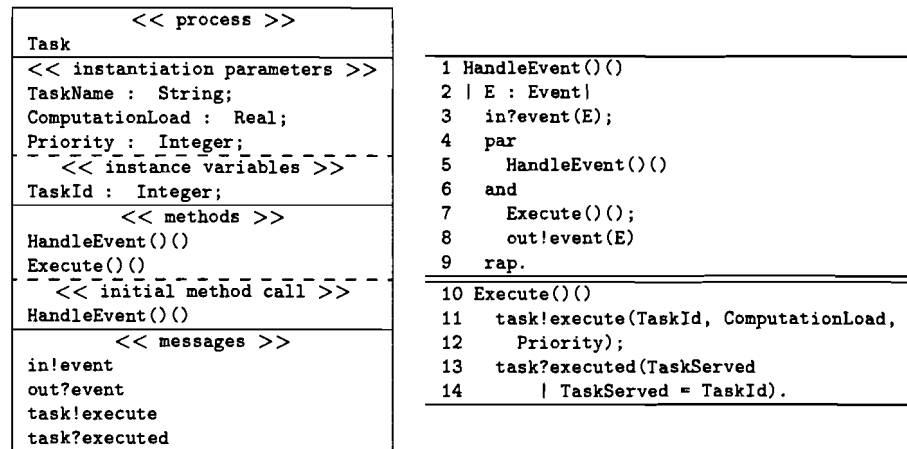 << process >>
Task
<< instantiation parameters >>
TaskName : String;
ComputationLoad : Real;
Priority : Integer;
<< instance variables >>
TaskId : Integer;
<< methods >>
HandleEvent()()
Execute()()
<< initial method call >>
HandleEvent()()
<< messages >>
in!event
out?event
task!execute
task?executed
1 HandleEvent()()
2 | E : Event|
3 in?event(E);
4 par
5 HandleEvent()()
6 and
7 Execute()();
8 out!event(E)
9 rap.
10 Execute()()
11 task!execute(TaskId, ComputationLoad,
12 Priority);
13 task?executed(TaskServed
14 | TaskServed = TaskId).